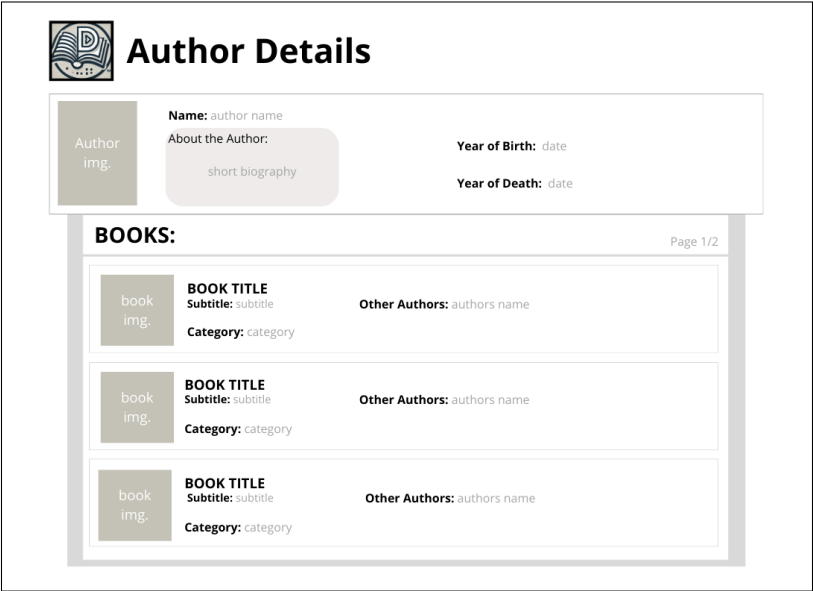 D
Author Details
Author
img.
Name: author name
About the Author:
short biography
Year of Birth: date
Year of Death: date
BOOKS:
Page 1/2
book
img.
BOOK TITLE
Subtitle: subtitle
Category: category
Other Authors: authors name
book
img.
BOOK TITLE
Subtitle: subtitle
Category: category
Other Authors: authors name
book
img.
BOOK TITLE
Subtitle: subtitle
Category: category
Other Authors: authors name